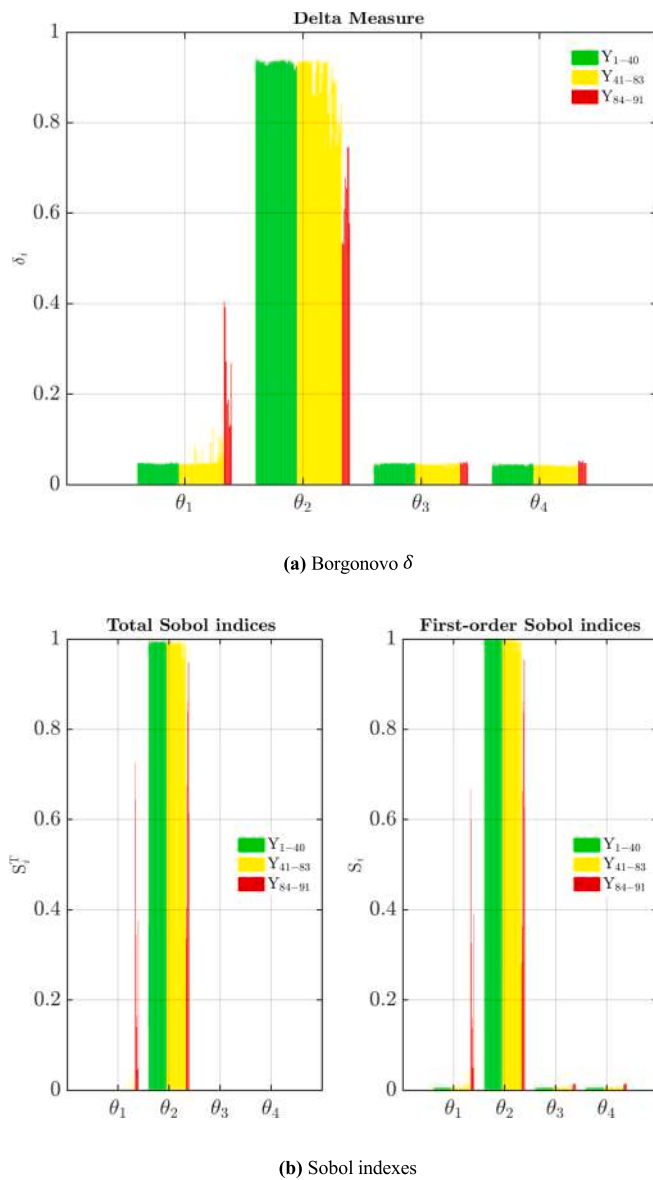 Delta Measure
1
0.8
0.6
0.4
0.2
0
δᵢ
Y₁₋₄₀
Y₄₁₋₈₃
Y₈₄₋₉₁
θ₁ θ₂ θ₃ θ₄
(a) Borgonovo δ
Total Sobol indices
1
0.8
0.6
0.4
0.2
0
Sᵢᵀ
Y₁₋₄₀
Y₄₁₋₈₃
Y₈₄₋₉₁
θ₁ θ₂ θ₃ θ₄
First-order Sobol indices
1
0.8
0.6
0.4
0.2
0
Sᵢ
Y₁₋₄₀
Y₄₁₋₈₃
Y₈₄₋₉₁
θ₁ θ₂ θ₃ θ₄
(b) Sobol indexes